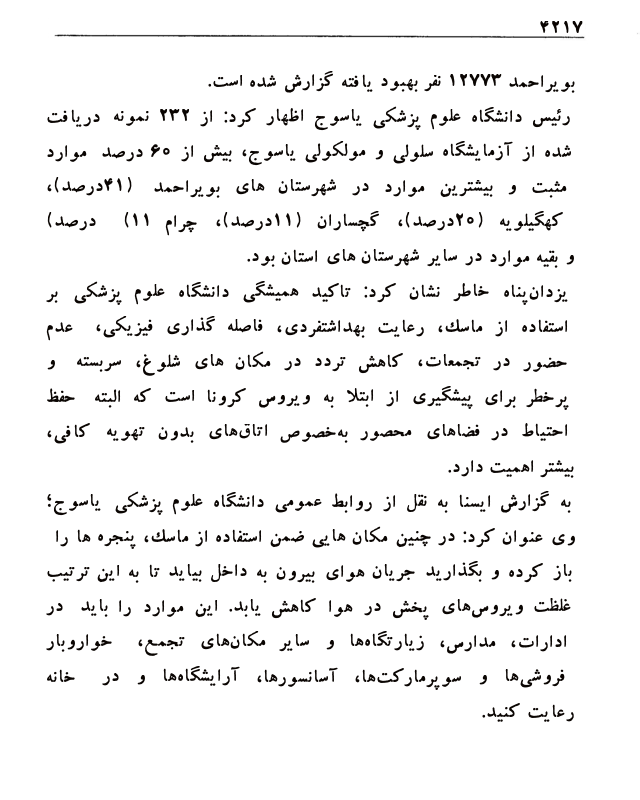 ۴۲۱۷
بویراحمد ۱۲۷۷۳ نفر بهبود یافته گزارش شده است.
رئیس دانشگاه علوم پزشکی یاسوج اظهار کرد: از ۲۳۲ نمونه دریافت
شده از آزمایشگاه سلولی و مولکولی یاسوج، بیش از ۶۰ درصد موارد
مثبت و بیشترین موارد در شهرستان های بویراحمد (۴۱درصد)،
کهگیلویه (۲۰درصد)، گچساران (۱۱درصد)، چرام ۱۱) درصد)
و بقیه موارد در سایر شهرستان های استان بود.
یزدان‌پناه خاطر نشان کرد: تاکید همیشگی دانشگاه علوم پزشکی بر
استفاده از ماسک، رعایت بهداشتفردی، فاصله گذاری فیزیکی، عدم
حضور در تجمعات، کاهش تردد در مکان های شلوغ، سربسته و
پرخطر برای پیشگیری از ابتلا به ویروس کرونا است که البته حفظ
احتیاط در فضاهای محصور به‌خصوص اتاق‌های بدون تهویه کافی،
بیشتر اهمیت دارد.
به گزارش ایسنا به نقل از روابط عمومی دانشگاه علوم پزشکی یاسوج؛
وی عنوان کرد: در چنین مکان هایی ضمن استفاده از ماسک، پنجره ها را
باز کرده و بگذارید جریان هوای بیرون به داخل بیاید تا به این ترتیب
غلظت ویروس‌های پخش در هوا کاهش یابد. این موارد را باید در
ادارات، مدارس، زیارتگاه‌ها و سایر مکان‌های تجمع، خواروبار
فروشی‌ها و سوپرمارکت‌ها، آسانسورها، آرایشگاه‌ها و در خانه
رعایت کنید.